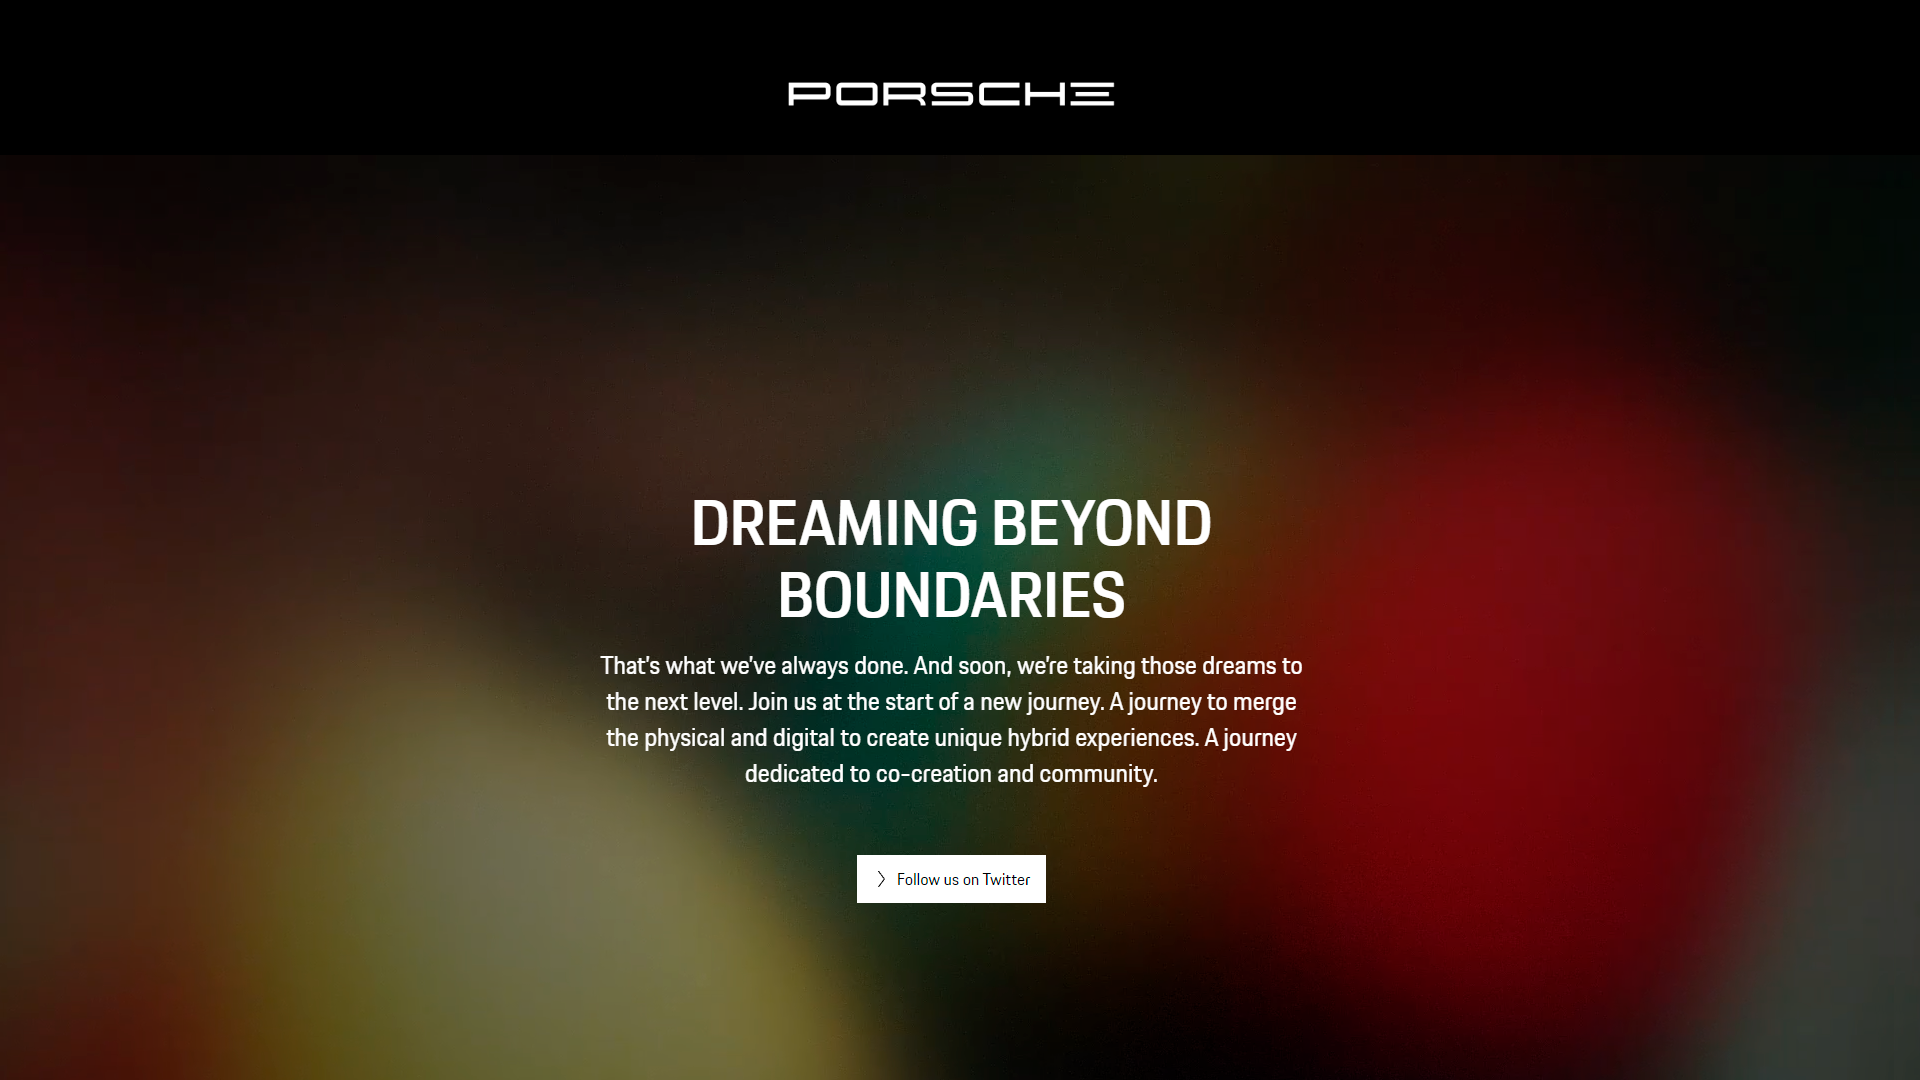 PORSCHE
DREAMING BEYOND
BOUNDARIES
That's what we've always done. And soon, we're taking those dreams to
the next level. Join us at the start of a new journey. A journey to merge
the physical and digital to create unique hybrid experiences. A journey
dedicated to co-creation and community.
Follow us on Twitter